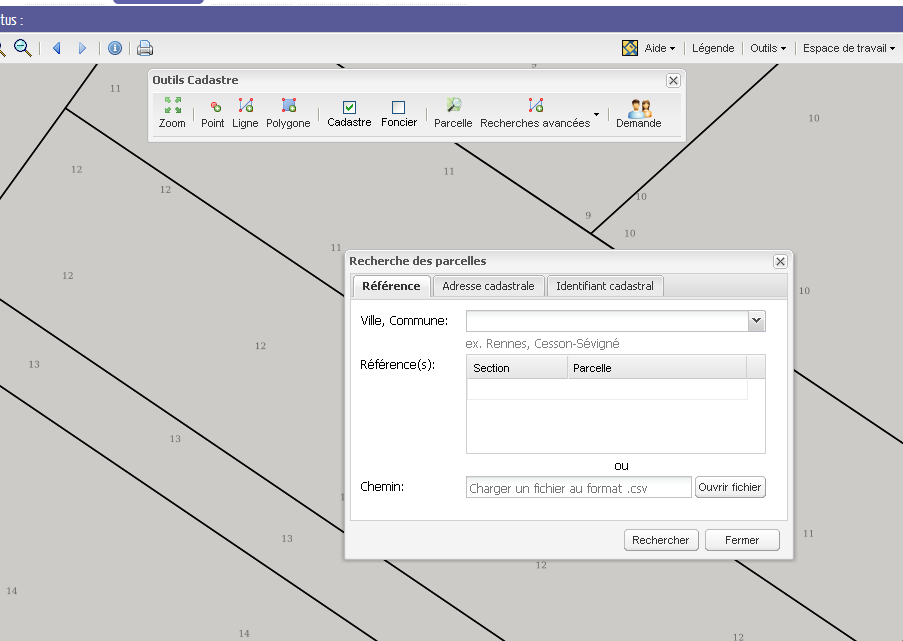 tus :
Aide
Légende
Outils
Espace de travail
Outils Cadastre
Zoom
Point
Ligne
Polygone
Cadastre
Foncier
Parcelle
Recherches avancées
Demande
9
11
10
12
12
11
10
9
10
11
Recherche des parcelles
Référence
Adresse cadastrale
Identifiant cadastral
12
10
Ville, Commune:
ex. Rennes, Cesson-Sévigné
12
13
Référence(s):
Section
Parcelle
13
ou
Chemin:
Charger un fichier au format .csv
Ouvrir fichier
13
Rechercher
Fermer
11
12
14
14
12